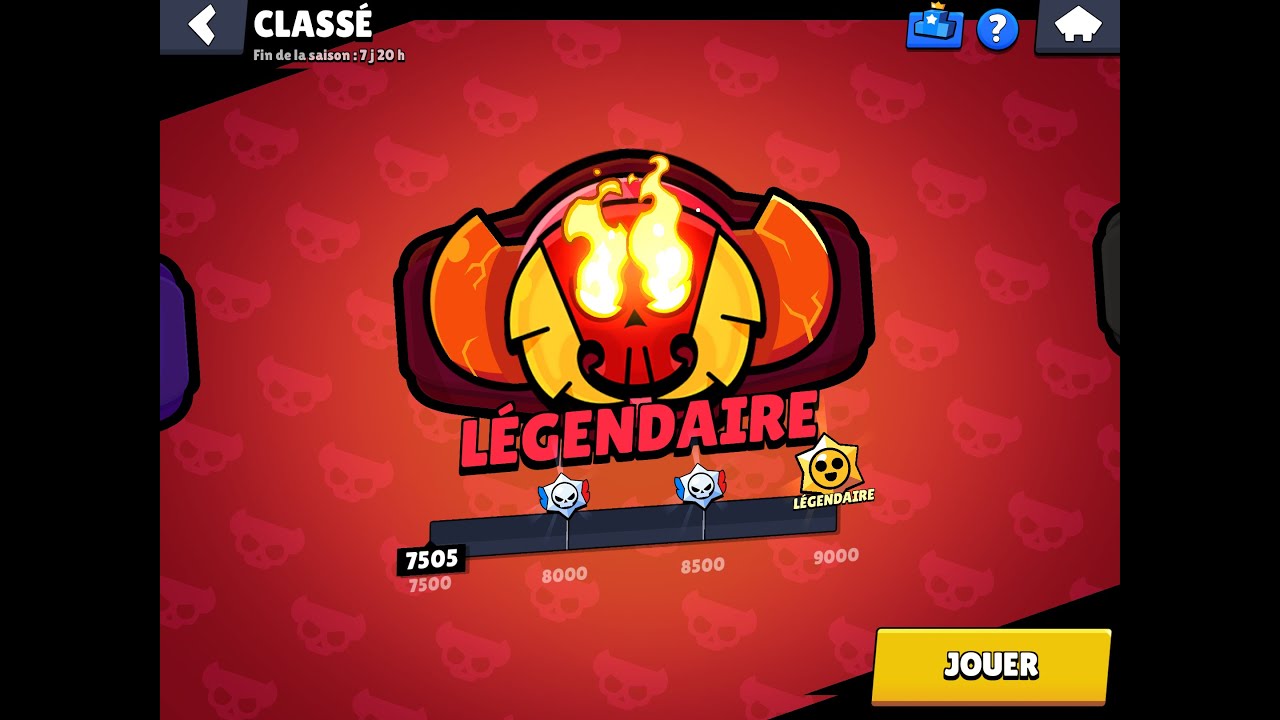 CLASSÉ
Fin de la saison : 7 j 20 h
?
LÉGENDAIRE
LÉGENDAIRE
7505
7500
8000
8500
9000
JOUER